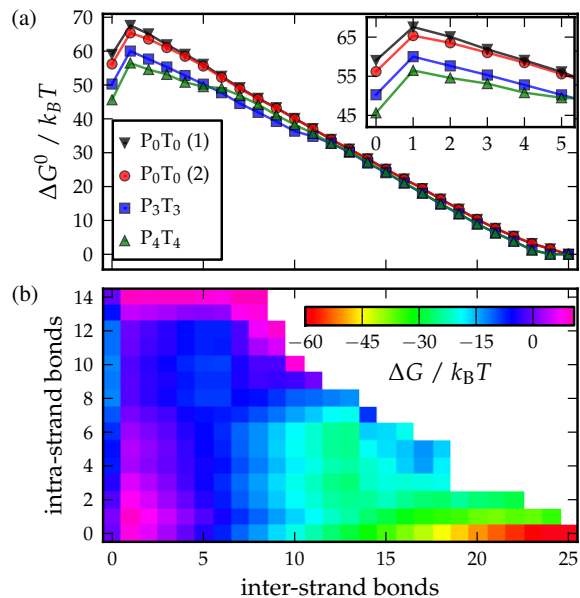 (a)
ΔG⁰ / k_BT
70
60
50
40
30
20
10
0
P₀T₀ (1)
P₀T₀ (2)
P₃T₃
P₄T₄
65
55
45
0 1 2 3 4 5
(b)
intra-strand bonds
14
12
10
8
6
4
2
0
−60 −45 −30 −15 0
ΔG / k_BT
0 5 10 15 20 25
inter-strand bonds